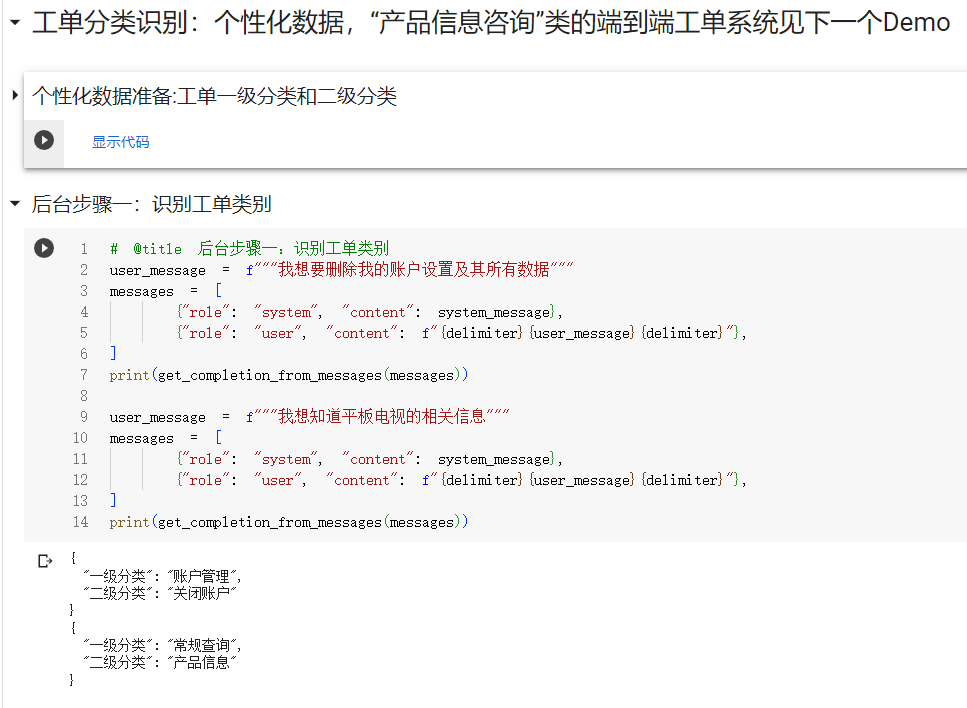 工单分类识别：个性化数据，“产品信息咨询”类的端到端工单系统见下一个Demo
个性化数据准备:工单一级分类和二级分类
显示代码
后台步骤一：识别工单类别
1 # @title 后台步骤一：识别工单类别
2 user_message = f"""我想要删除我的账户设置及其所有数据"""
3 messages = [
4 {"role": "system", "content": system_message},
5 {"role": "user", "content": f"{delimiter}{user_message}{delimiter}"},
6 ]
7 print(get_completion_from_messages(messages))
8
9 user_message = f"""我想知道平板电视的相关信息"""
10 messages = [
11 {"role": "system", "content": system_message},
12 {"role": "user", "content": f"{delimiter}{user_message}{delimiter}"},
13 ]
14 print(get_completion_from_messages(messages))
{
"一级分类": "账户管理",
"二级分类": "关闭账户"
}
{
"一级分类": "常规查询",
"二级分类": "产品信息"
}